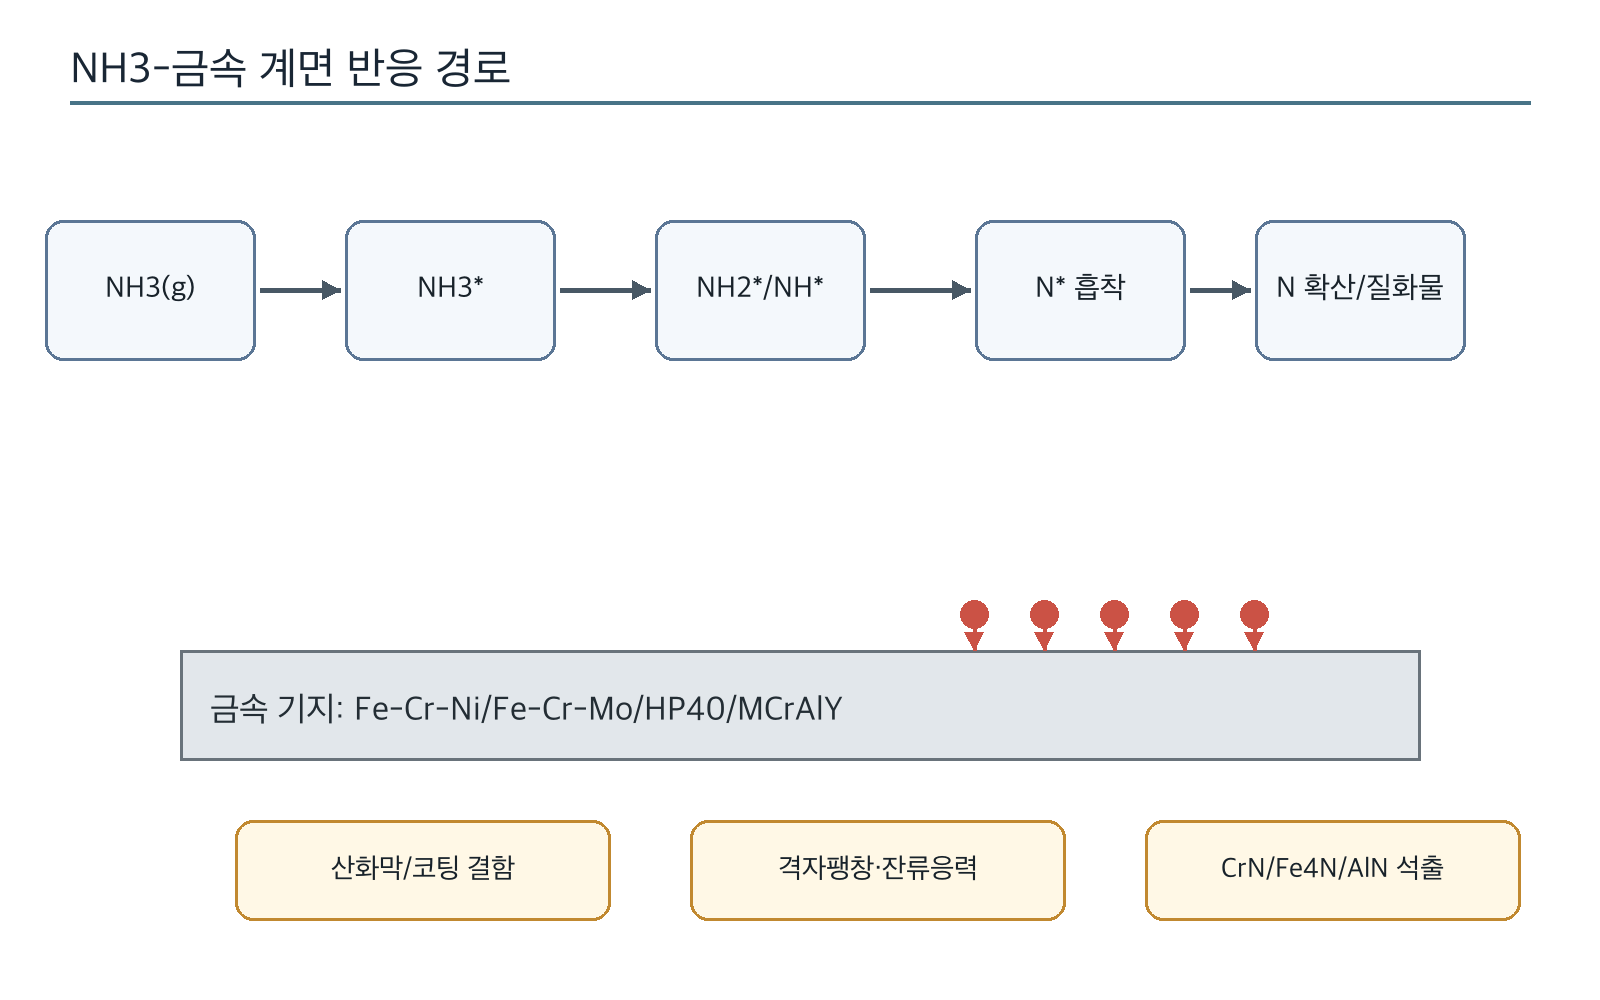 NH3-금속 계면 반응 경로
NH3(g)
NH3*
NH2*/NH*
N* 흡착
N 확산/질화물
금속 기지: Fe-Cr-Ni/Fe-Cr-Mo/HP40/MCrAlY
산화막/코팅 결함
격자팽창·잔류응력
CrN/Fe4N/AlN 석출